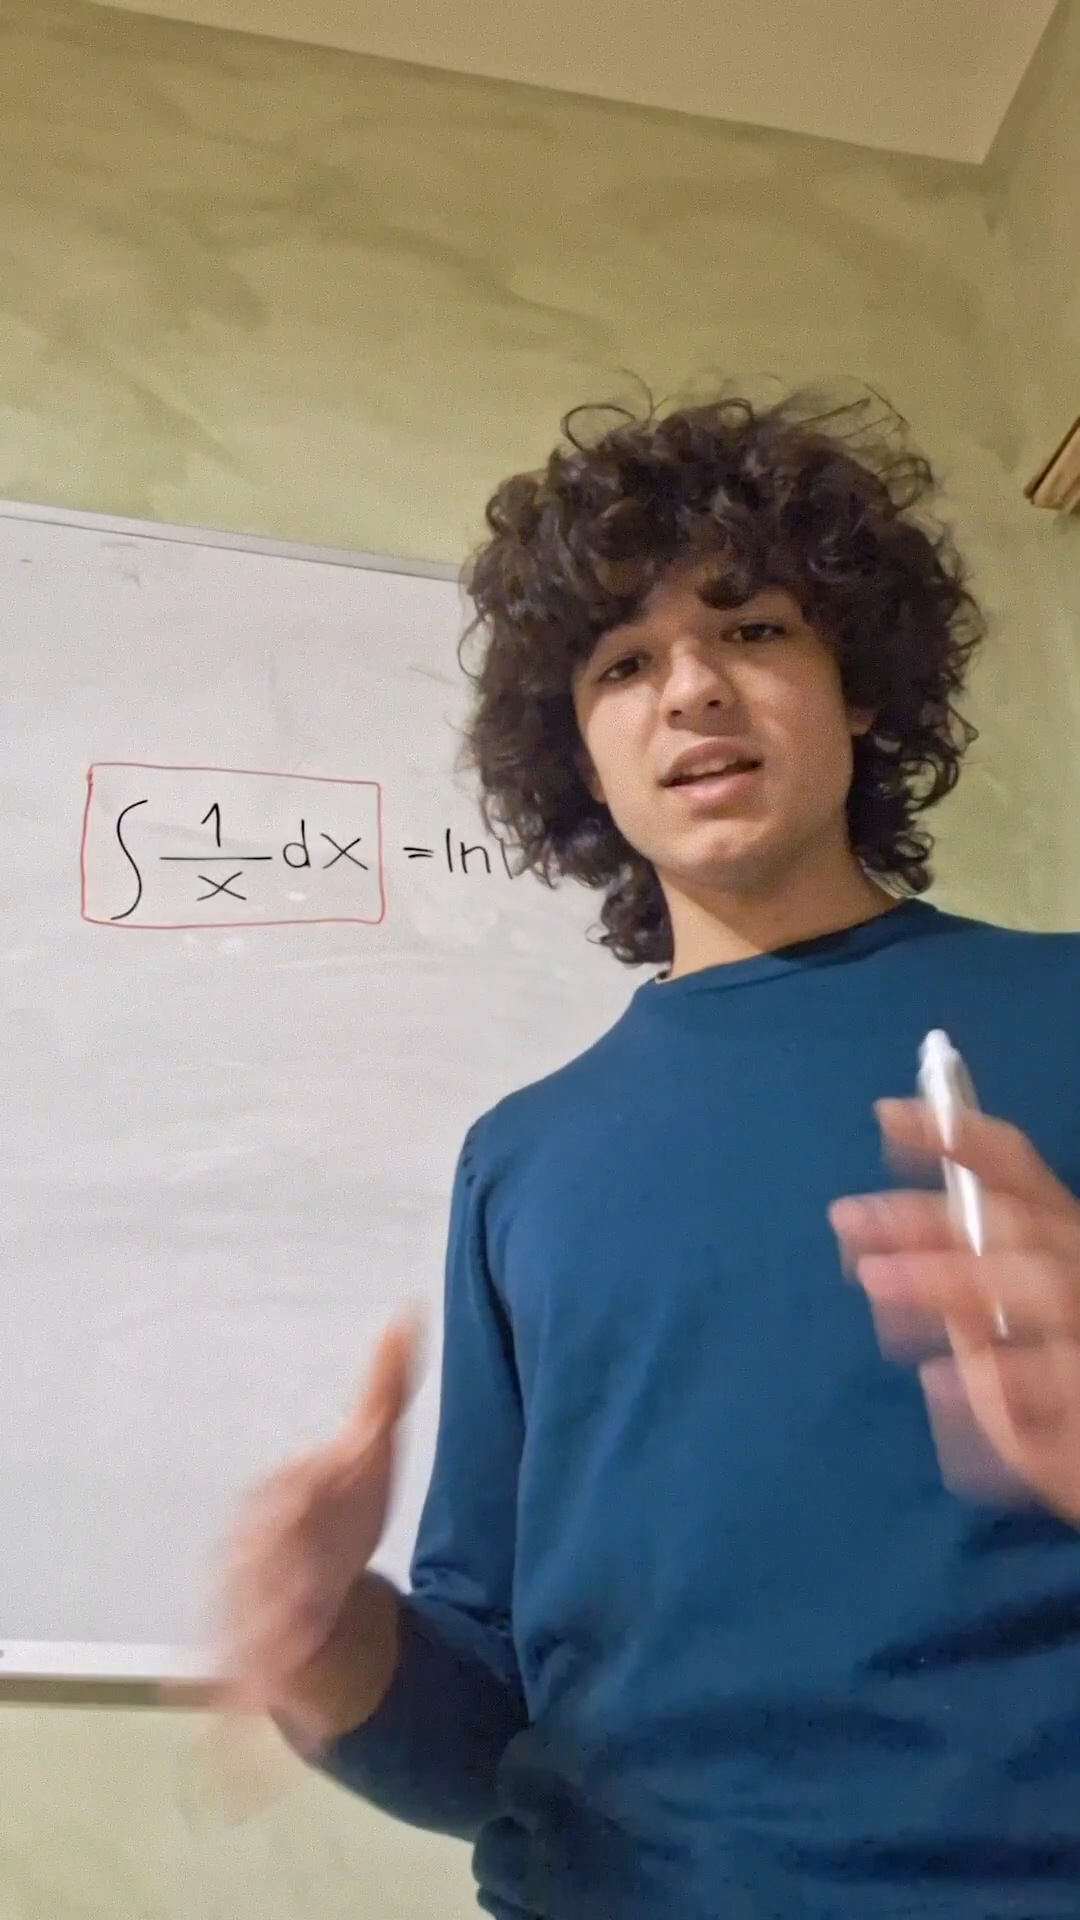 ∫ 1/x dx = ln|